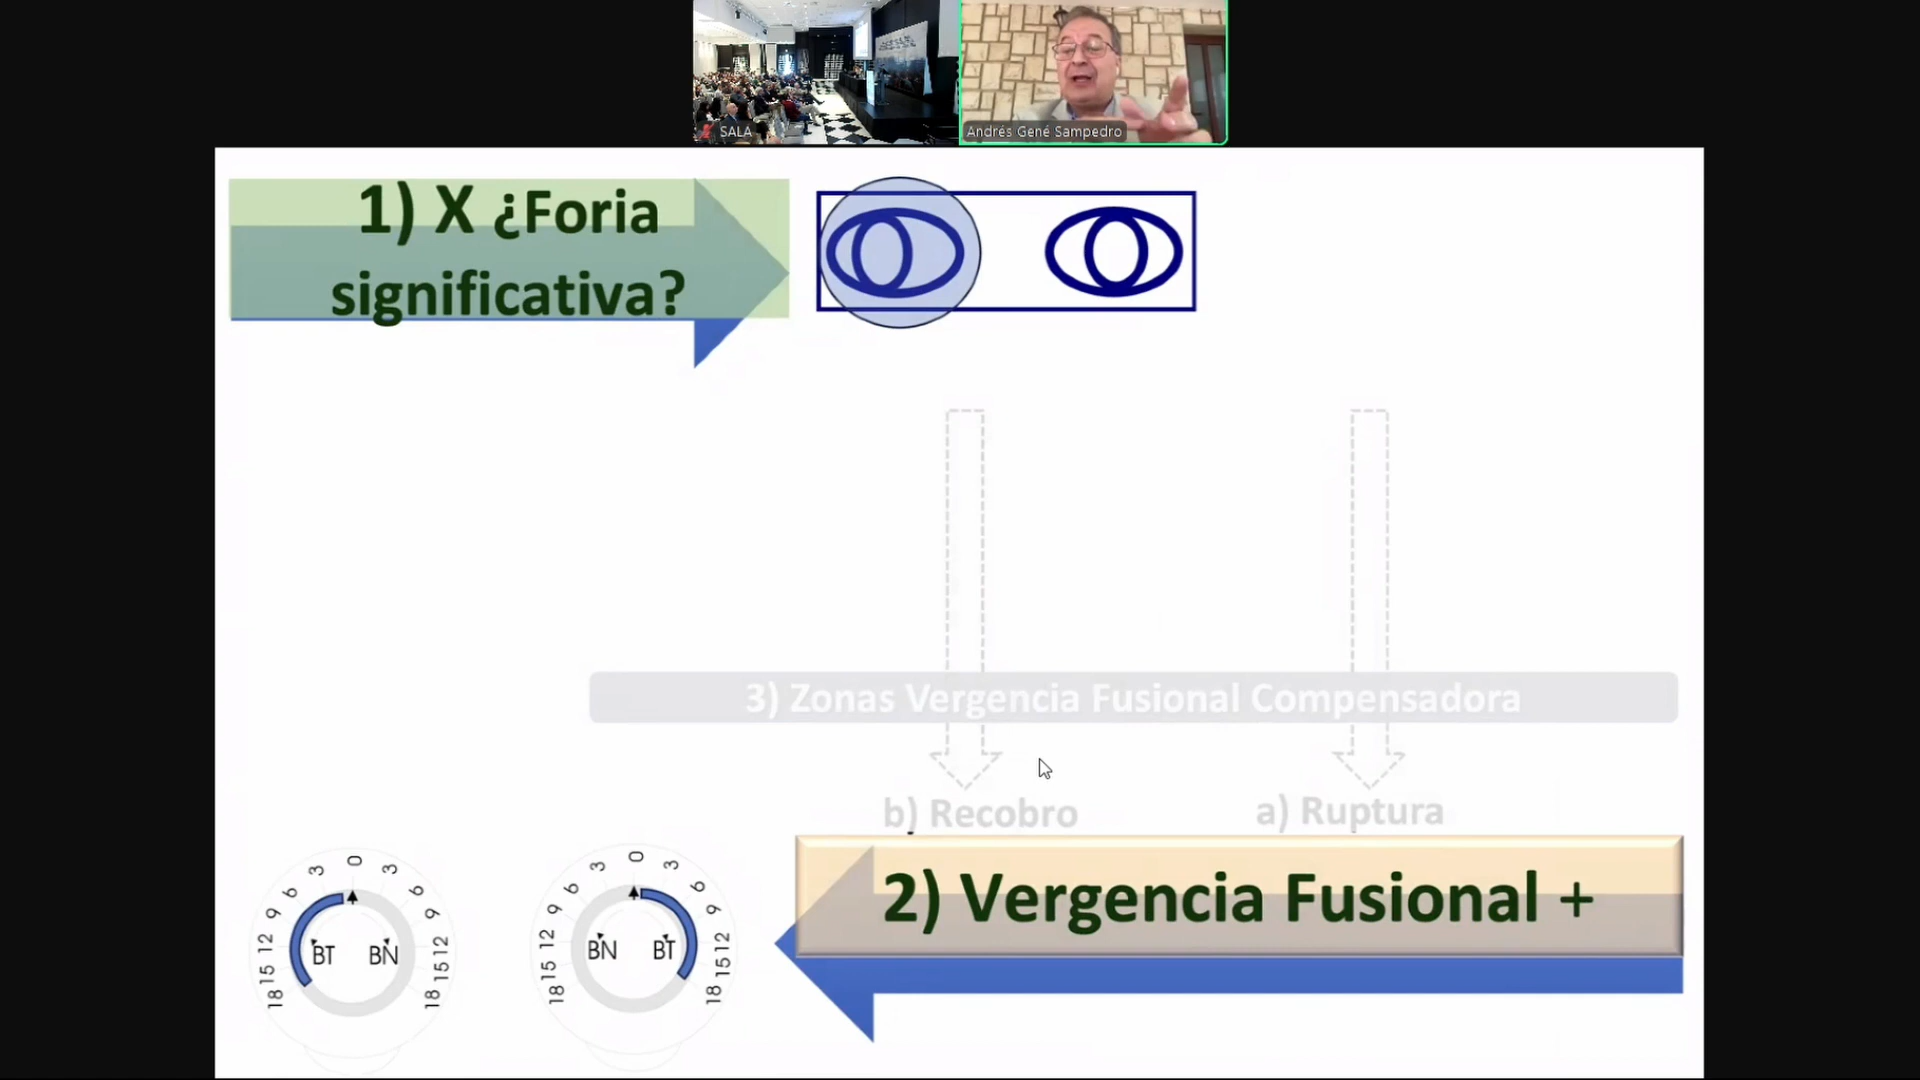 SALA
Andrés Gené Sampedro
1) X ¿Foria
significativa?
3) Zonas Vergencia Fusional Compensadora
b) Recobro
a) Ruptura
2) Vergencia Fusional +
18 15 12 9 6 3 0 3 6 9 12 15 18
BT BN
18 15 12 9 6 3 0 3 6 9 12 15 18
BN BT